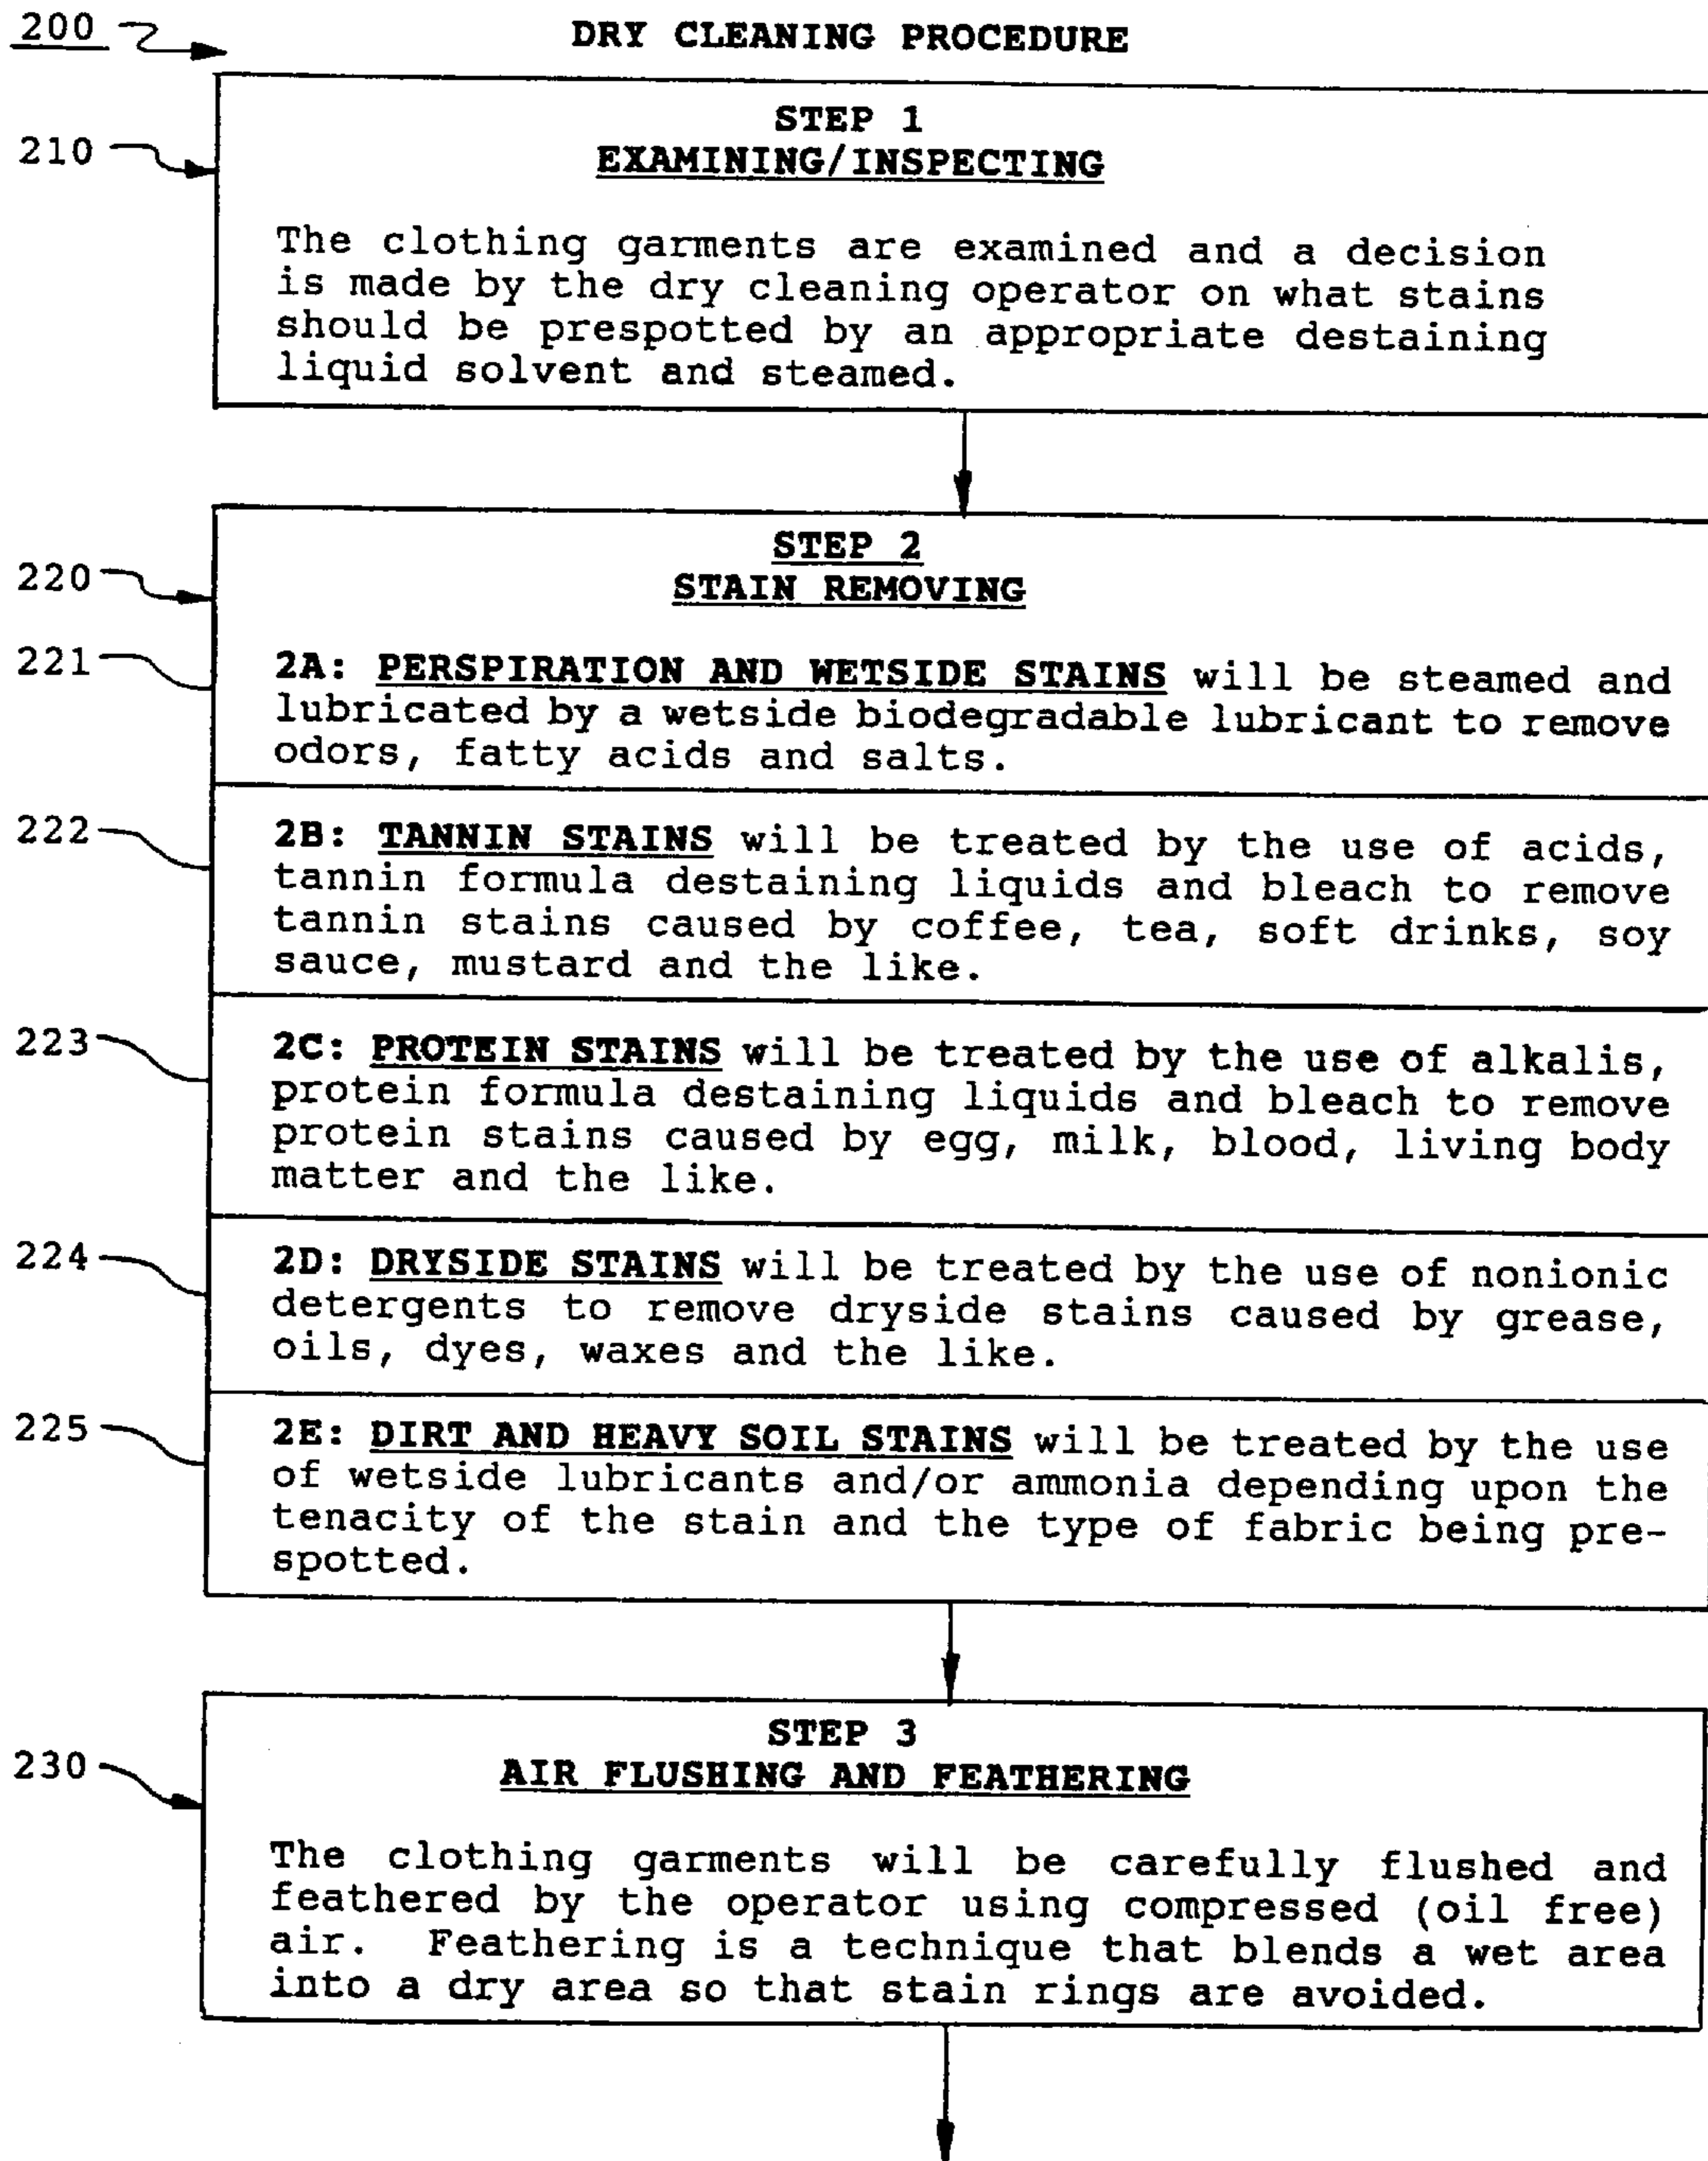 200
DRY CLEANING PROCEDURE
210
STEP 1
EXAMINING/INSPECTING
The clothing garments are examined and a decision
is made by the dry cleaning operator on what stains
should be prespotted by an appropriate destaining
liquid solvent and steamed.
220
STEP 2
STAIN REMOVING
221
2A: PERSPIRATION AND WETSIDE STAINS will be steamed and
lubricated by a wetside biodegradable lubricant to remove
odors, fatty acids and salts.
222
2B: TANNIN STAINS will be treated by the use of acids,
tannin formula destaining liquids and bleach to remove
tannin stains caused by coffee, tea, soft drinks, soy
sauce, mustard and the like.
223
2C: PROTEIN STAINS will be treated by the use of alkalis,
protein formula destaining liquids and bleach to remove
protein stains caused by egg, milk, blood, living body
matter and the like.
224
2D: DRYSIDE STAINS will be treated by the use of nonionic
detergents to remove dryside stains caused by grease,
oils, dyes, waxes and the like.
225
2E: DIRT AND HEAVY SOIL STAINS will be treated by the use
of wetside lubricants and/or ammonia depending upon the
tenacity of the stain and the type of fabric being pre-
spotted.
230
STEP 3
AIR FLUSHING AND FEATHERING
The clothing garments will be carefully flushed and
feathered by the operator using compressed (oil free)
air. Feathering is a technique that blends a wet area
into a dry area so that stain rings are avoided.